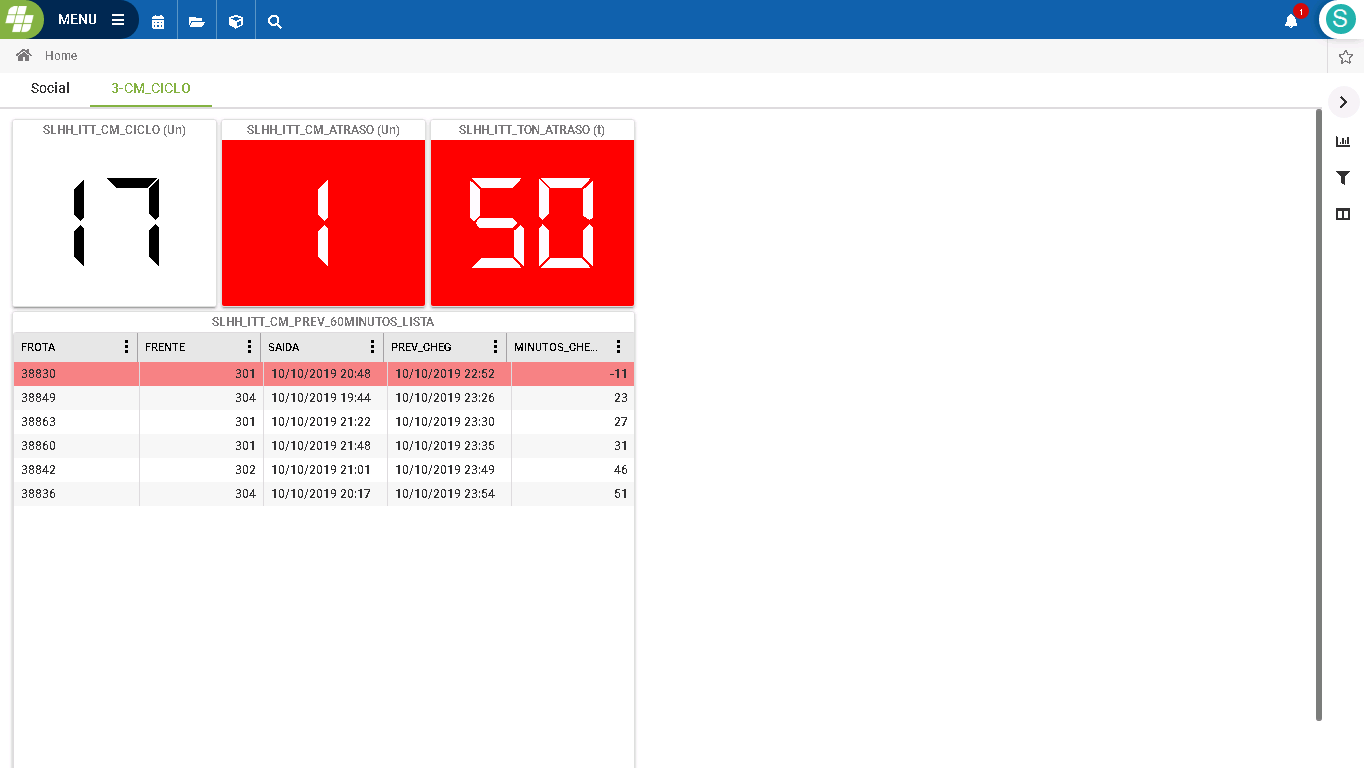 MENU
1
S
Home
Social 3-CM_CICLO
SLHH_ITT_CM_CICLO (Un) SLHH_ITT_CM_ATRASO (Un) SLHH_ITT_TON_ATRASO (t)
17 1 50
SLHH_ITT_CM_PREV_60MINUTOS_LISTA
FROTA FRENTE SAIDA PREV_CHEG MINUTOS_CHE...
38830 301 10/10/2019 20:48 10/10/2019 22:52 -11
38849 304 10/10/2019 19:44 10/10/2019 23:26 23
38863 301 10/10/2019 21:22 10/10/2019 23:30 27
38860 301 10/10/2019 21:48 10/10/2019 23:35 31
38842 302 10/10/2019 21:01 10/10/2019 23:49 46
38836 304 10/10/2019 20:17 10/10/2019 23:54 51